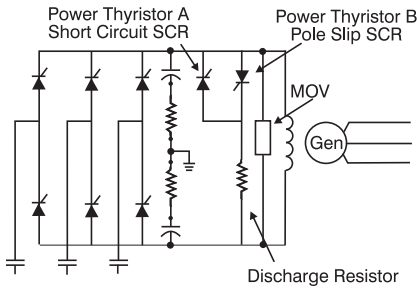 Power Thyristor A
Short Circuit SCR
Power Thyristor B
Pole Slip SCR
MOV
Gen
Discharge Resistor